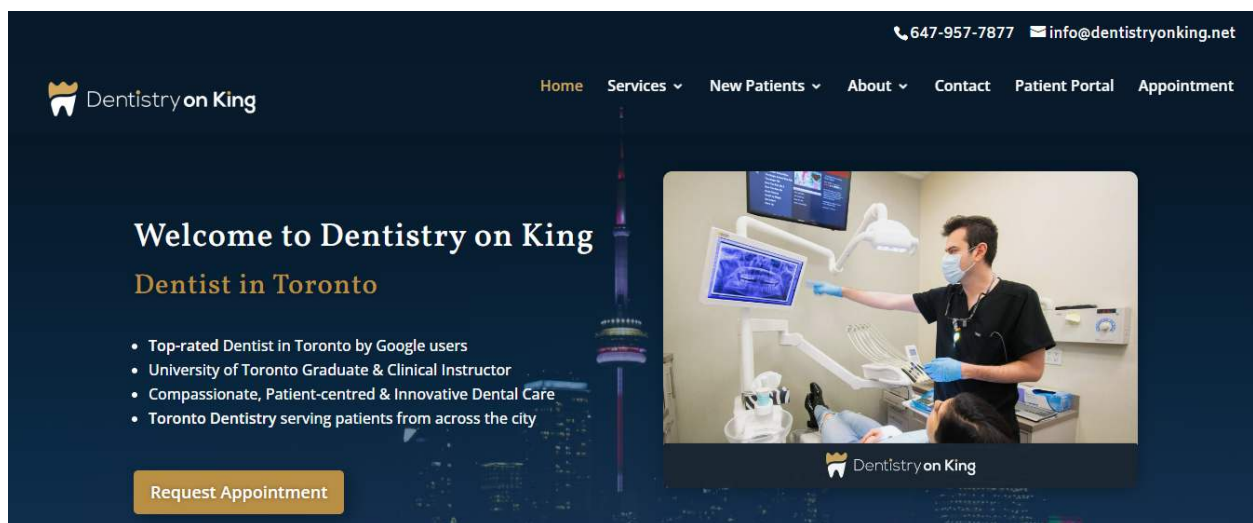 647-957-7877 info@dentistryonking.net
Dentistry on King
Home Services New Patients About Contact Patient Portal Appointment
Welcome to Dentistry on King
Dentist in Toronto
Top-rated Dentist in Toronto by Google users
University of Toronto Graduate & Clinical Instructor
Compassionate, Patient-centred & Innovative Dental Care
Toronto Dentistry serving patients from across the city
Request Appointment
Dentistry on King